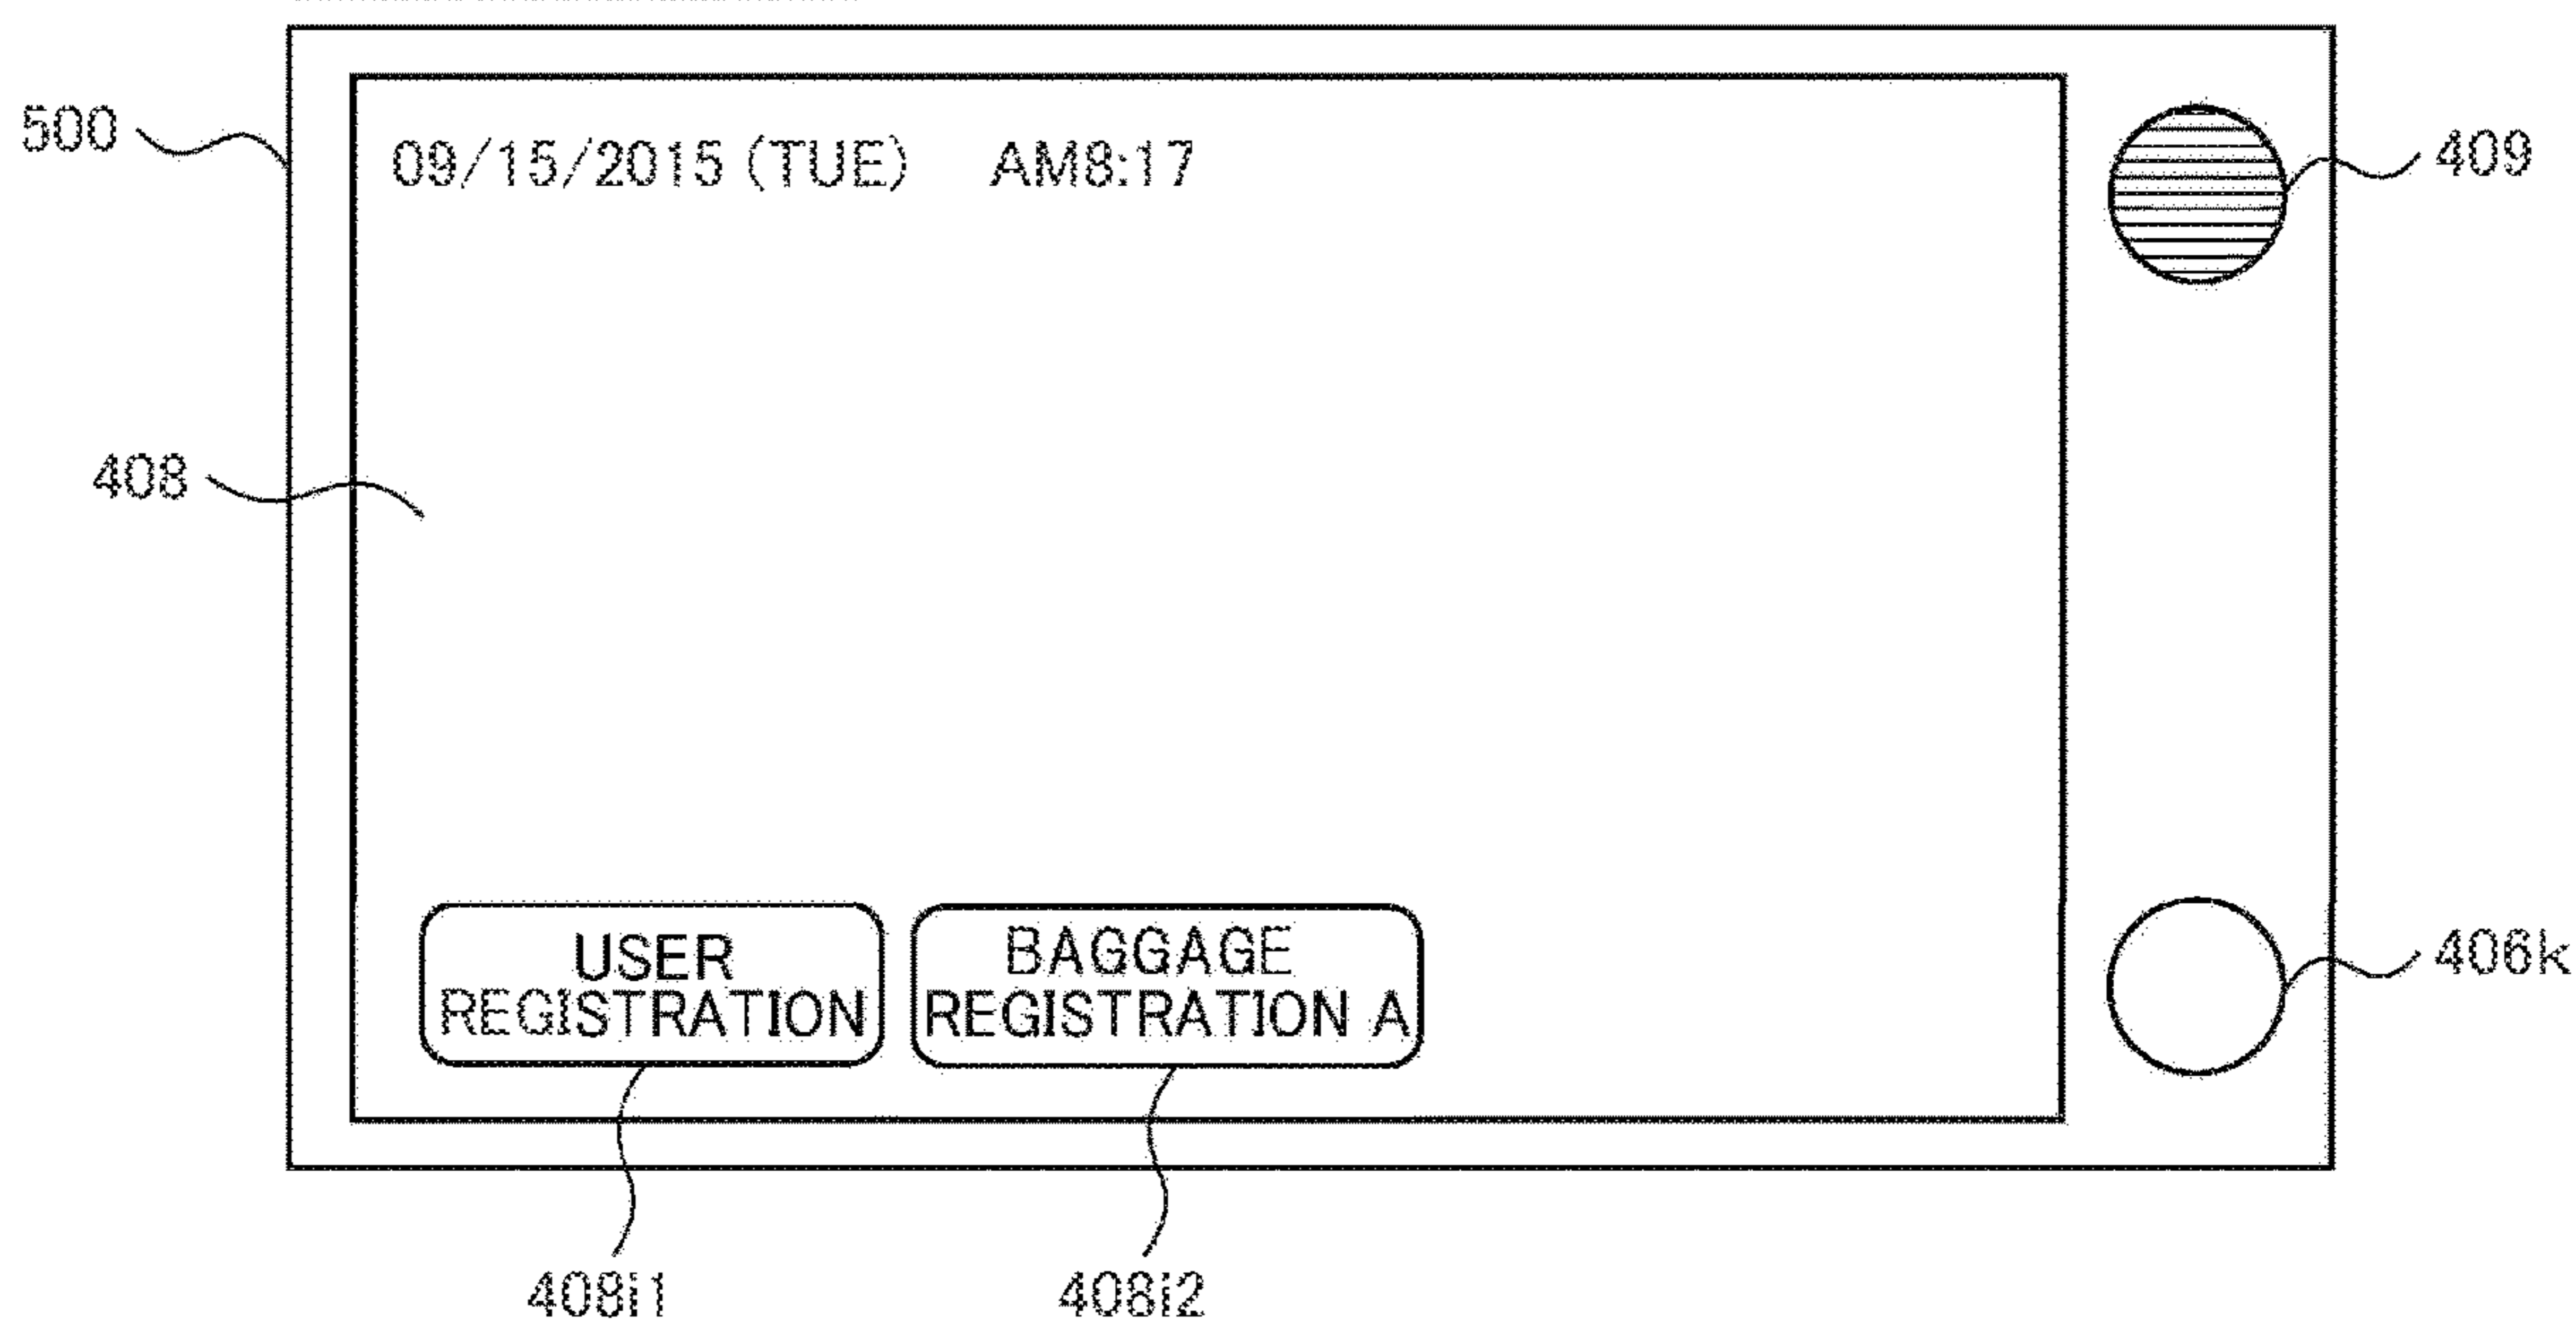 500
09/15/2015 (TUE) AM8:17
409
408
USER
REGISTRATION
BAGGAGE
REGISTRATION A
406k
408i1
408i2